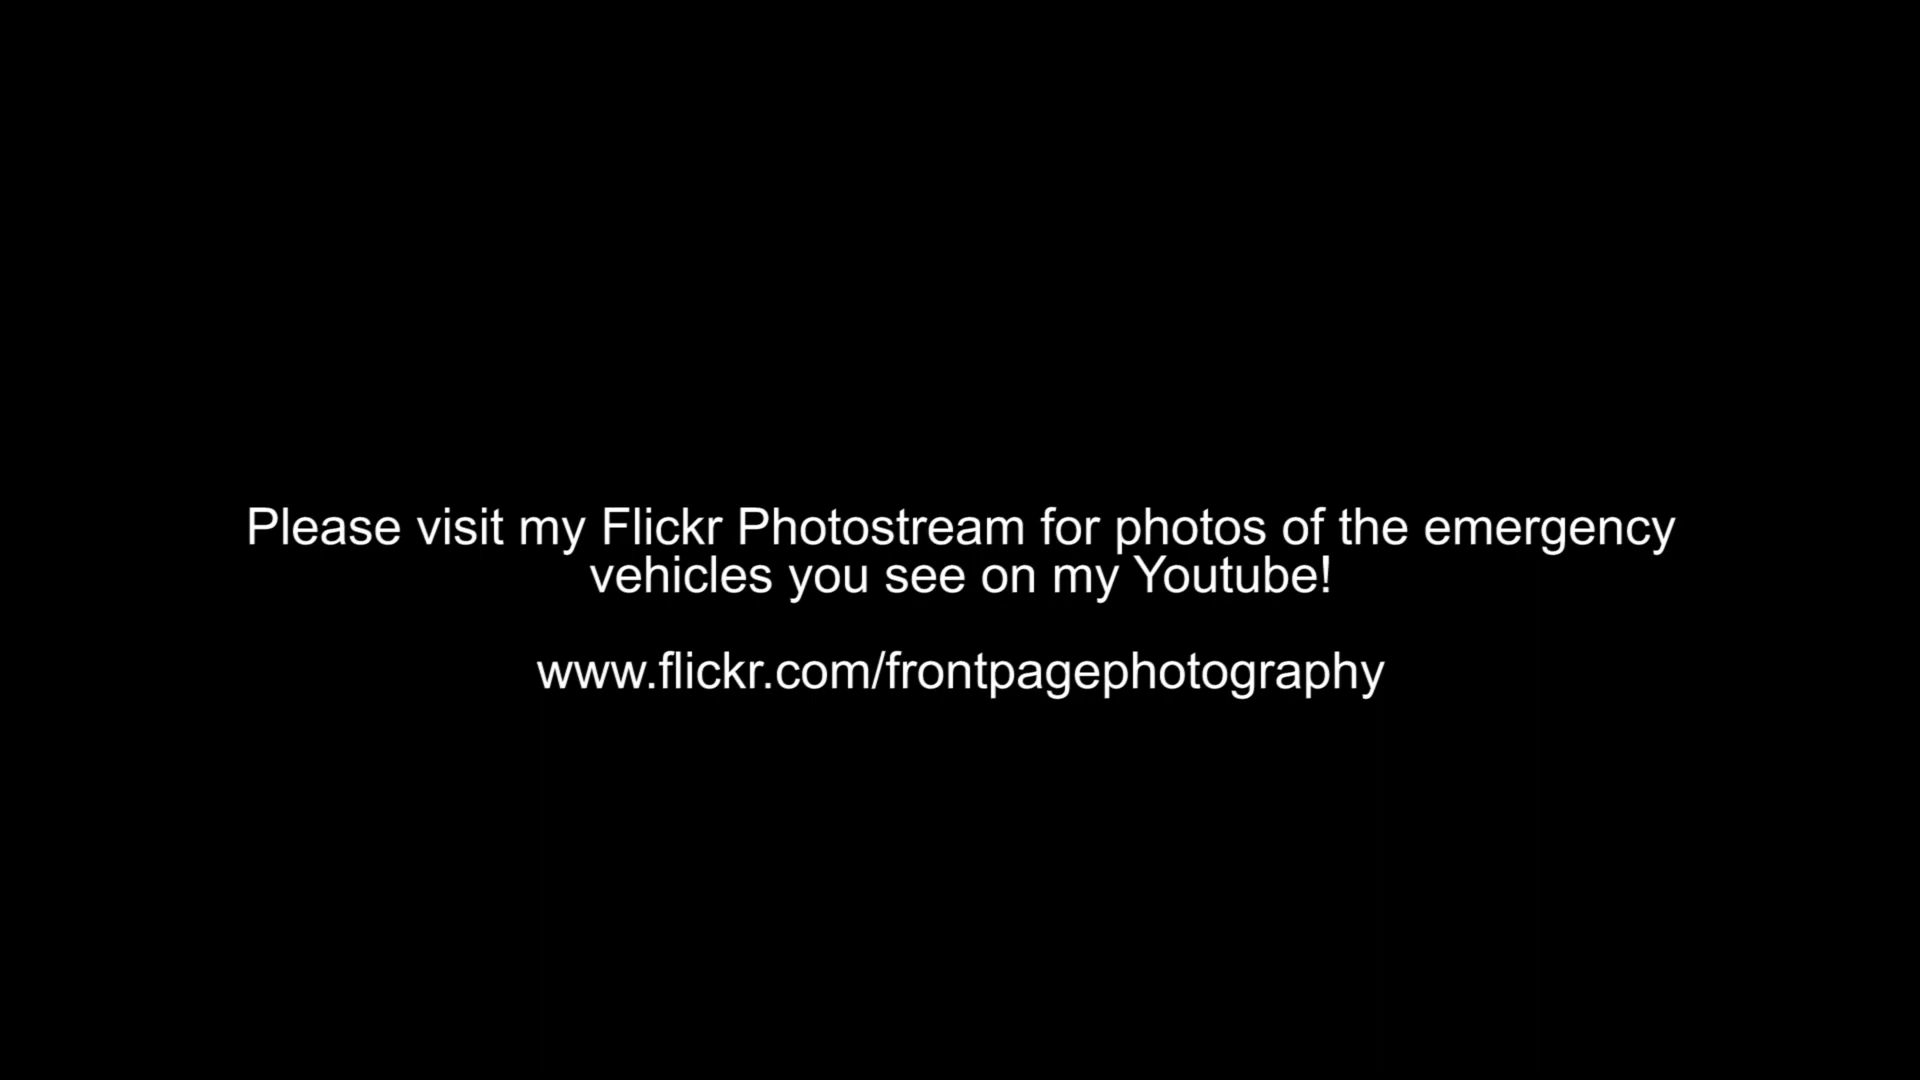 Please visit my Flickr Photostream for photos of the emergency
vehicles you see on my Youtube!
www.flickr.com/frontpagephotography